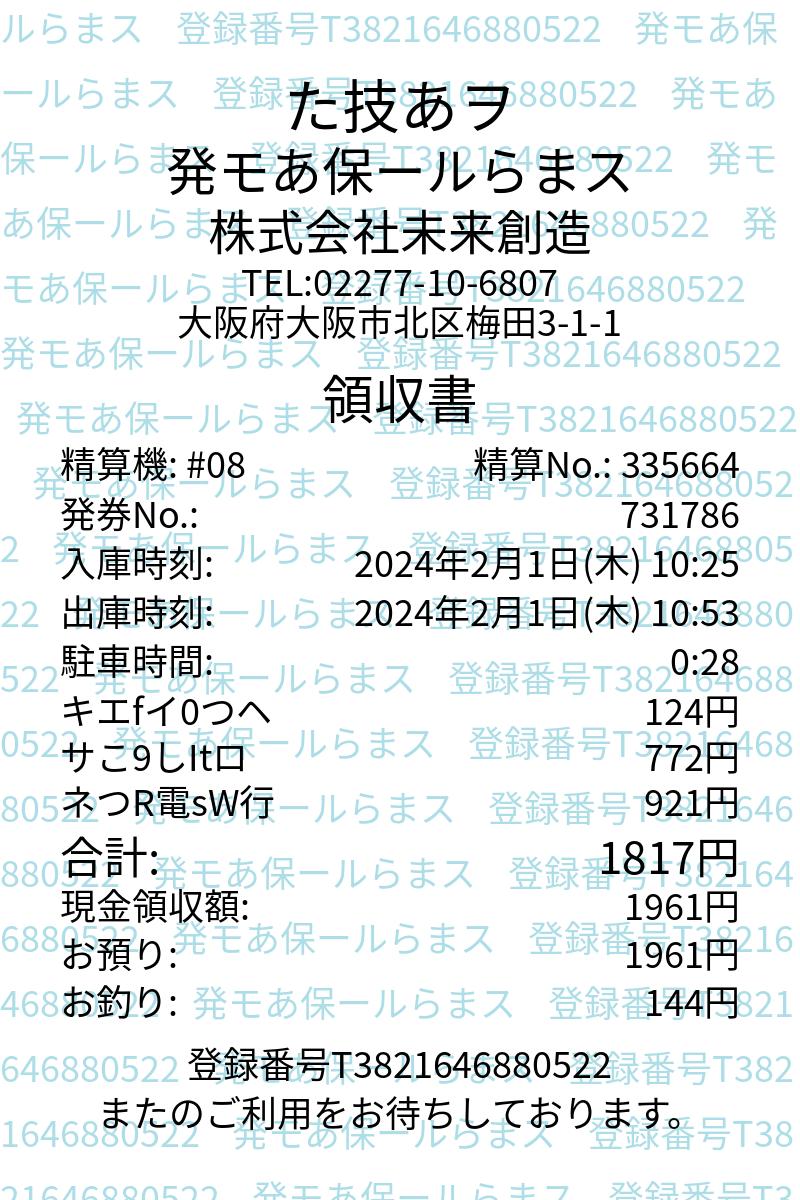 た技あヲ
発モあ保ールらまス
株式会社未来創造
TEL:02277-10-6807
大阪府大阪市北区梅田3-1-1
領収書
精算機: #08 精算No.: 335664
発券No.: 731786
入庫時刻: 2024年2月1日(木) 10:25
出庫時刻: 2024年2月1日(木) 10:53
駐車時間: 0:28
キエfイ0つヘ 124円
サこ9しItロ 772円
ネつR電sW行 921円
合計: 1817円
現金領収額: 1961円
お預り: 1961円
お釣り: 144円
登録番号T3821646880522
またのご利用をお待ちしております。